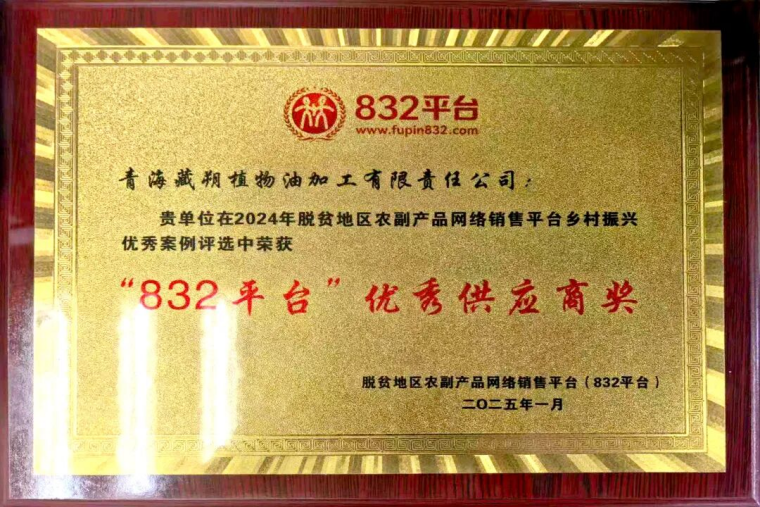 832平台
www.fupin832.com
青海藏朔植物油加工有限责任公司：
贵单位在2024年脱贫地区农副产品网络销售平台乡村振兴
优秀案例评选中荣获
“832平台”优秀供应商奖
脱贫地区农副产品网络销售平台（832平台）
二〇二五年一月